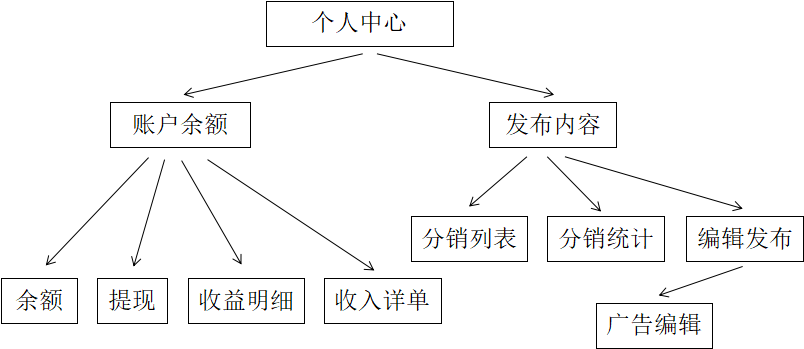 个人中心
账户余额
发布内容
分销列表
分销统计
编辑发布
余额
提现
收益明细
收入详单
广告编辑